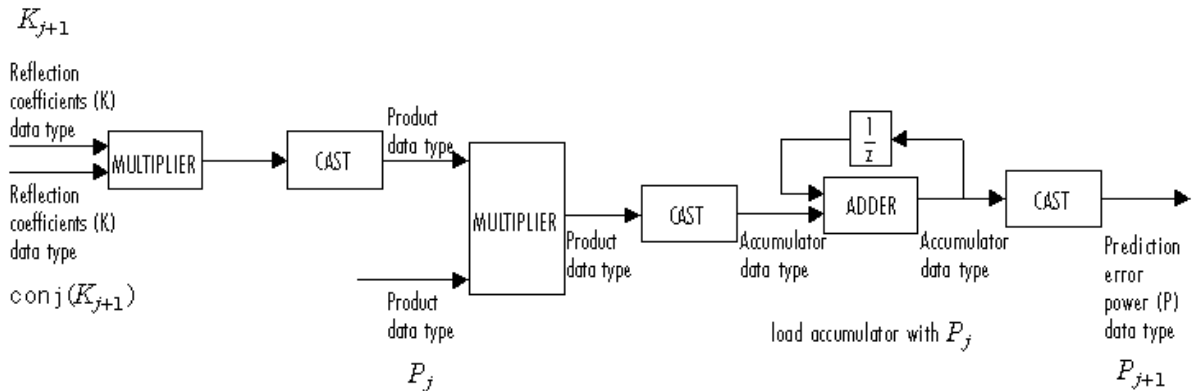 K_{j+1}
Reflection
coefficients (K)
data type
MULTIPLIER
Reflection
coefficients (K)
data type
conj(K_{j+1})
CAST
Product
data type
MULTIPLIER
Product
data type
P_j
Product
data type
CAST
Accumulator
data type
1
z
ADDER
Accumulator
data type
load accumulator with P_j
CAST
Prediction
error
power (P)
data type
P_{j+1}